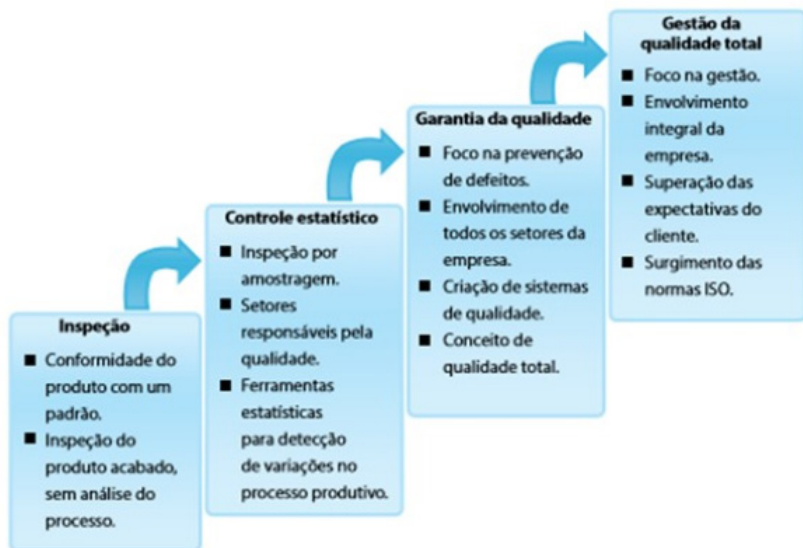 Inspeção
■ Conformidade do
produto com um
padrão.
■ Inspeção do
produto acabado,
sem análise do
processo.
Controle estatístico
■ Inspeção por
amostragem.
■ Setores
responsáveis pela
qualidade.
■ Ferramentas
estatísticas
para detecção
de variações no
processo produtivo.
Garantia da qualidade
■ Foco na prevenção
de defeitos.
■ Envolvimento de
todos os setores da
empresa.
■ Criação de sistemas
de qualidade.
■ Conceito de
qualidade total.
Gestão da
qualidade total
■ Foco na gestão.
■ Envolvimento
integral da
empresa.
■ Superação das
expectativas do
cliente.
■ Surgimento das
normas ISO.